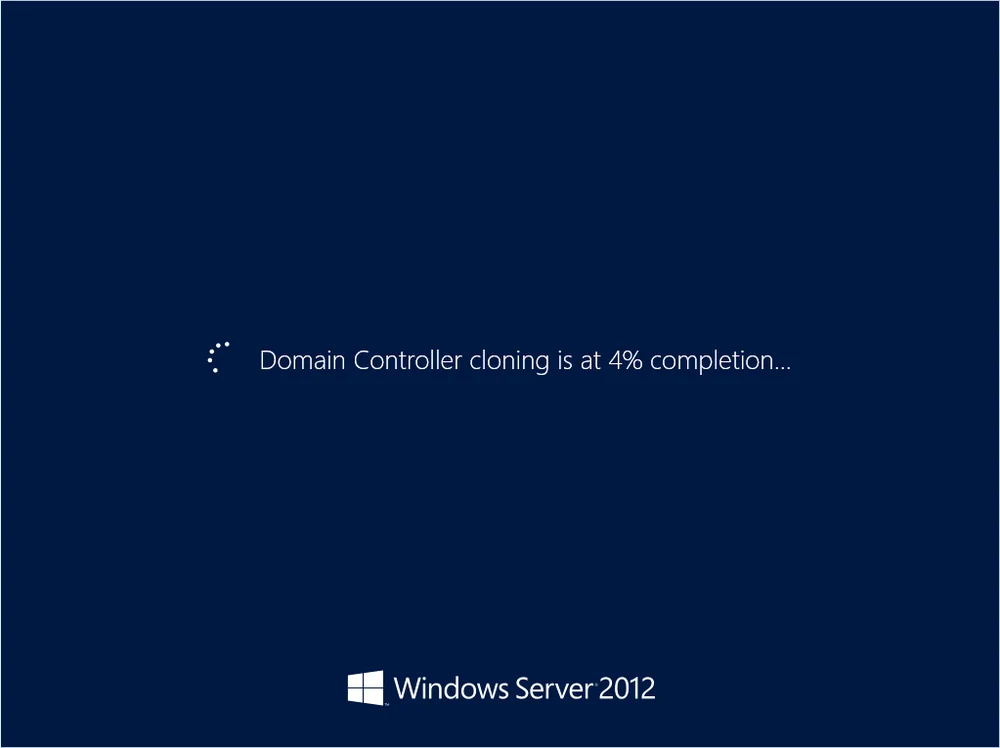 Domain Controller cloning is at 4% completion...
Windows Server 2012